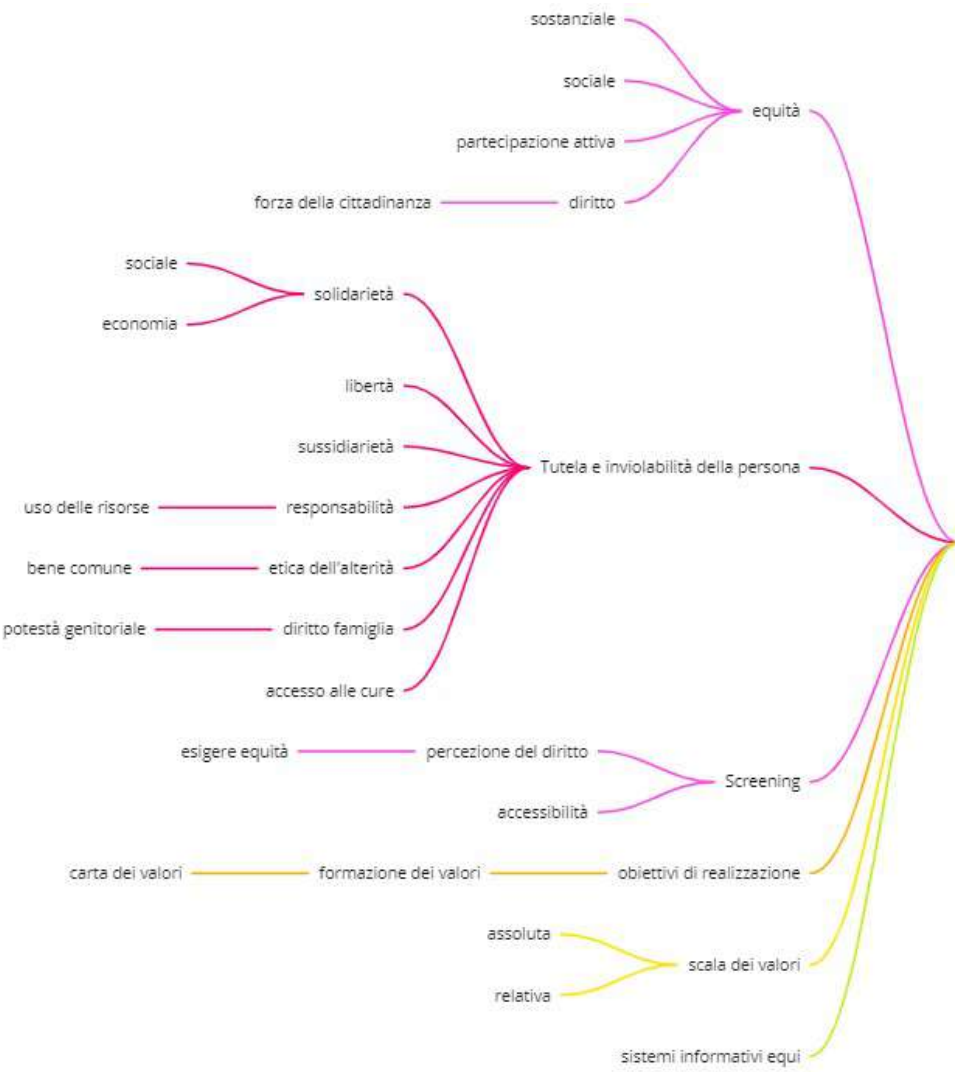 sostanziale
sociale
equità
partecipazione attiva
forza della cittadinanza
diritto
sociale
solidarietà
economia
libertà
sussidiarietà
Tutela e inviolabilità della persona
uso delle risorse
responsabilità
bene comune
etica dell'alterità
potestà genitoriale
diritto famiglia
accesso alle cure
esigere equità
percezione del diritto
Screening
accessibilità
carta dei valori
formazione dei valori
obiettivi di realizzazione
assoluta
scala dei valori
relativa
sistemi informativi equi